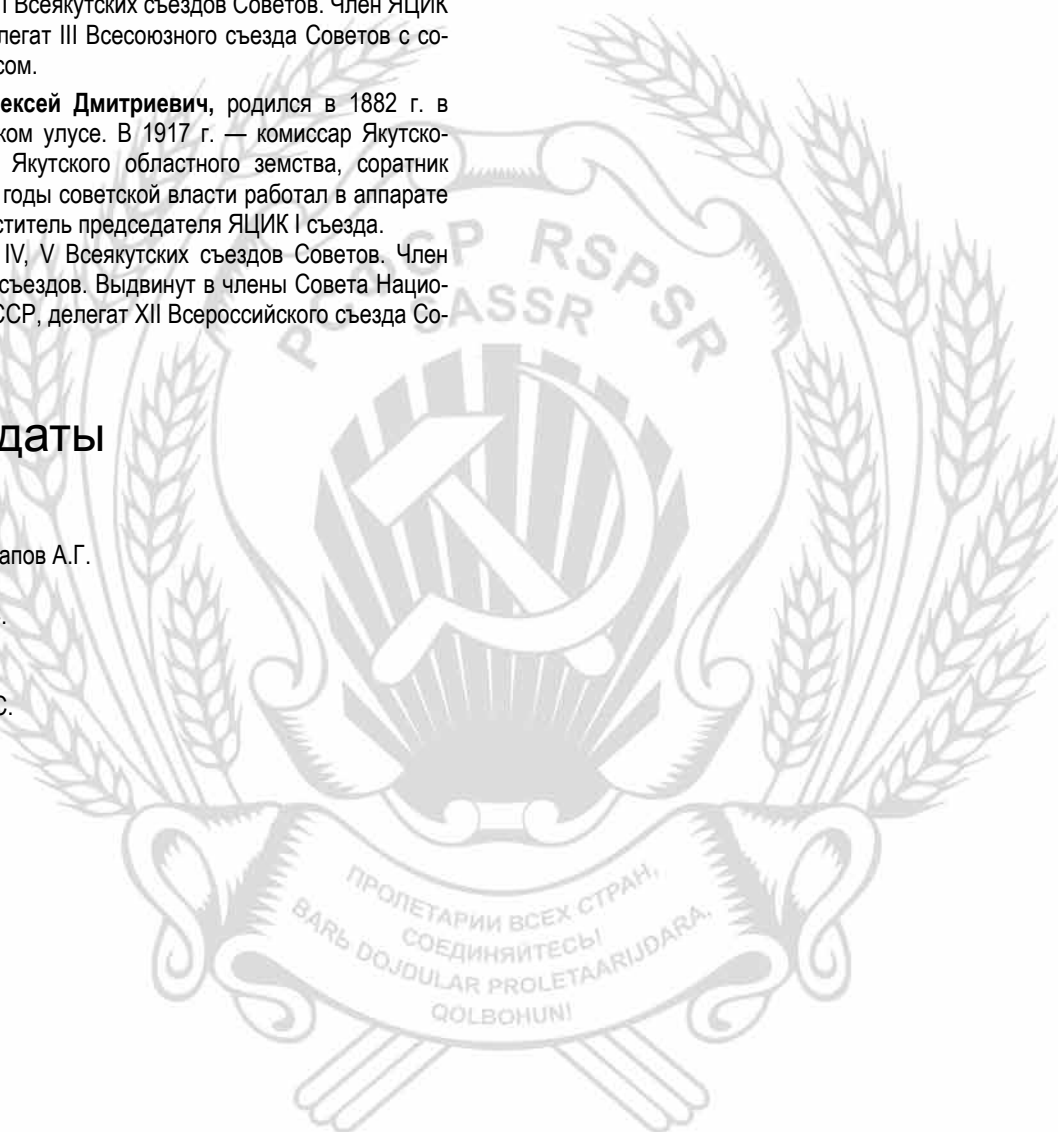 I Всеякутских съездов Советов. Член ЯЦИК
легат III Всесоюзного съезда Советов с со-
сом.
ексей Дмитриевич, родился в 1882 г. в
ком улусе. В 1917 г. — комиссар Якутско-
Якутского областного земства, соратник
годы советской власти работал в аппарате
ститель председателя ЯЦИК I съезда.
IV, V Всеякутских съездов Советов. Член
съездов. Выдвинут в члены Совета Нацио-
ССР, делегат XII Всероссийского съезда Со-
даты
апов А.Г.
.
С.
RSPSR
SASSR
ПРОЛЕТАРИИ ВСЕХ СТРАН,
СОЕДИНЯЙТЕСЬ!
BARЬ DOJDULAR PROLETAARIJDARA,
QOLBOHUN!